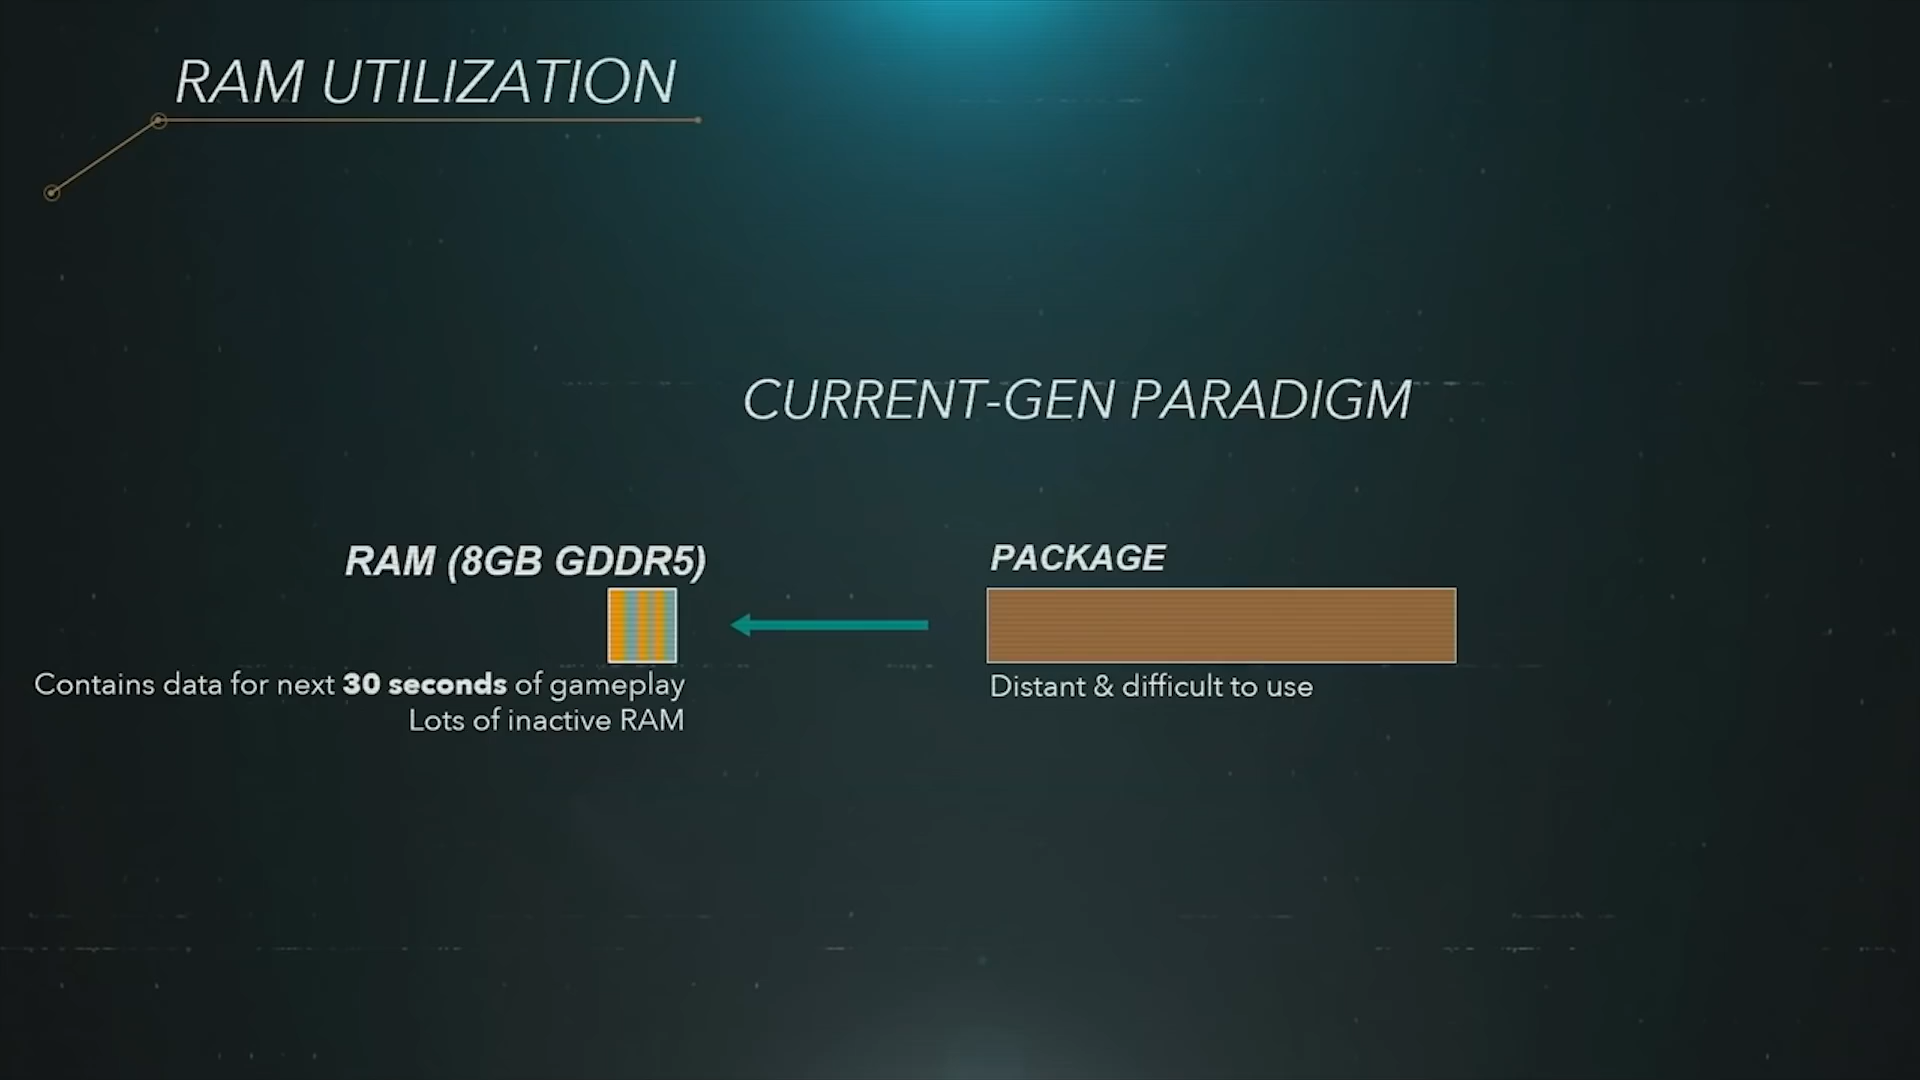 RAM UTILIZATION
CURRENT-GEN PARADIGM
RAM (8GB GDDR5)
Contains data for next 30 seconds of gameplay
Lots of inactive RAM
PACKAGE
Distant & difficult to use